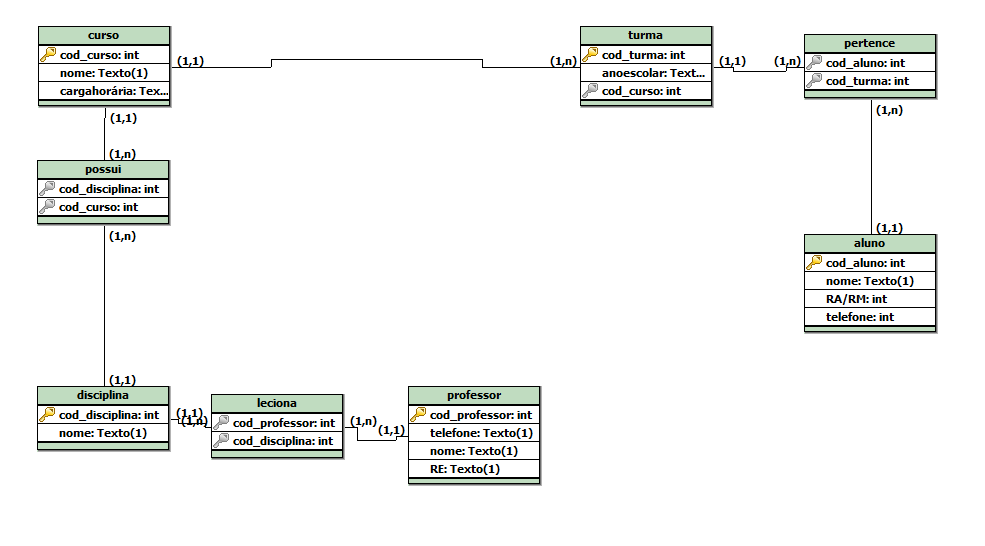 curso
cod_curso: int
nome: Texto(1)
cargahorária: Tex...
(1,1)
(1,n)
turma
cod_turma: int
anoescolar: Text...
cod_curso: int
(1,1)
(1,n)
pertence
cod_aluno: int
cod_turma: int
(1,n)
(1,1)
aluno
cod_aluno: int
nome: Texto(1)
RA/RM: int
telefone: int
(1,1)
(1,n)
possui
cod_disciplina: int
cod_curso: int
(1,n)
(1,1)
disciplina
cod_disciplina: int
nome: Texto(1)
(1,1)
(1,n)
leciona
cod_professor: int
cod_disciplina: int
(1,n)
(1,1)
professor
cod_professor: int
telefone: Texto(1)
nome: Texto(1)
RE: Texto(1)